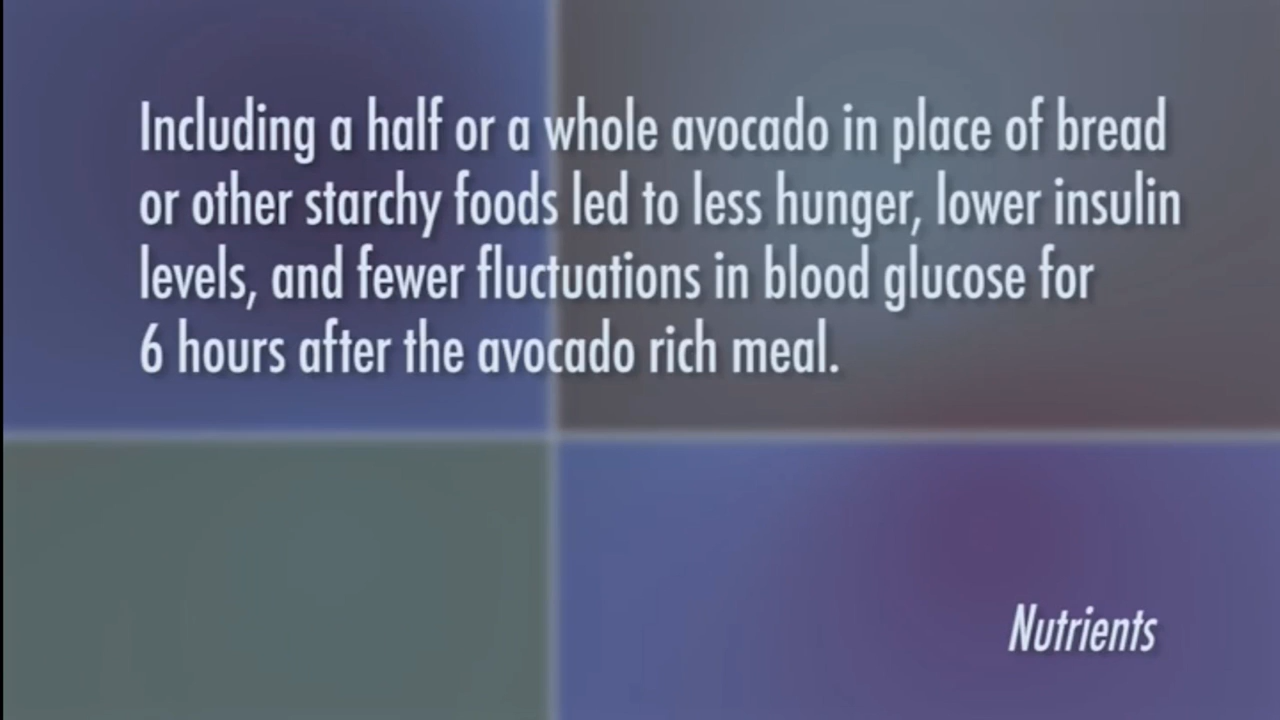 Including a half or a whole avocado in place of bread
or other starchy foods led to less hunger, lower insulin
levels, and fewer fluctuations in blood glucose for
6 hours after the avocado rich meal.
Nutrients